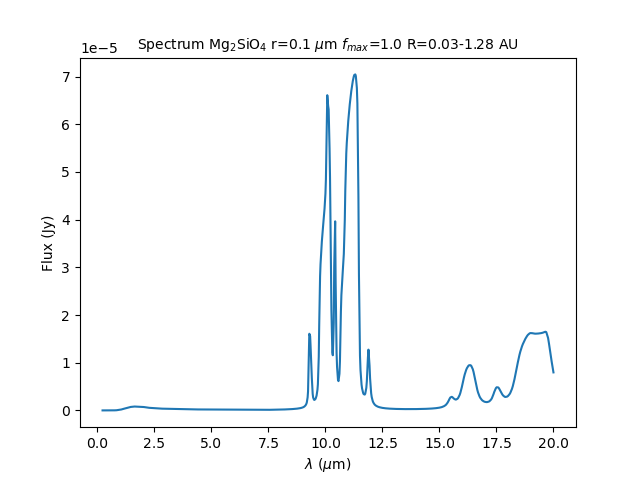 Spectrum Mg₂SiO₄ r=0.1 μm f_max=1.0 R=0.03-1.28 AU
1e−5
7
6
5
4
3
2
1
0
Flux (Jy)
0.0 2.5 5.0 7.5 10.0 12.5 15.0 17.5 20.0
λ (μm)